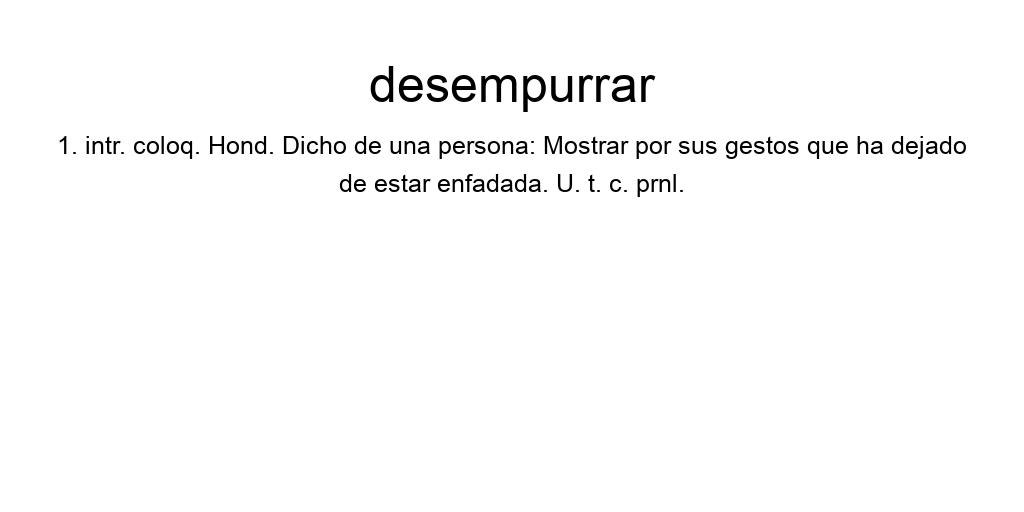 desempurrar
1. intr. coloq. Hond. Dicho de una persona: Mostrar por sus gestos que ha dejado
de estar enfadada. U. t. c. prnl.